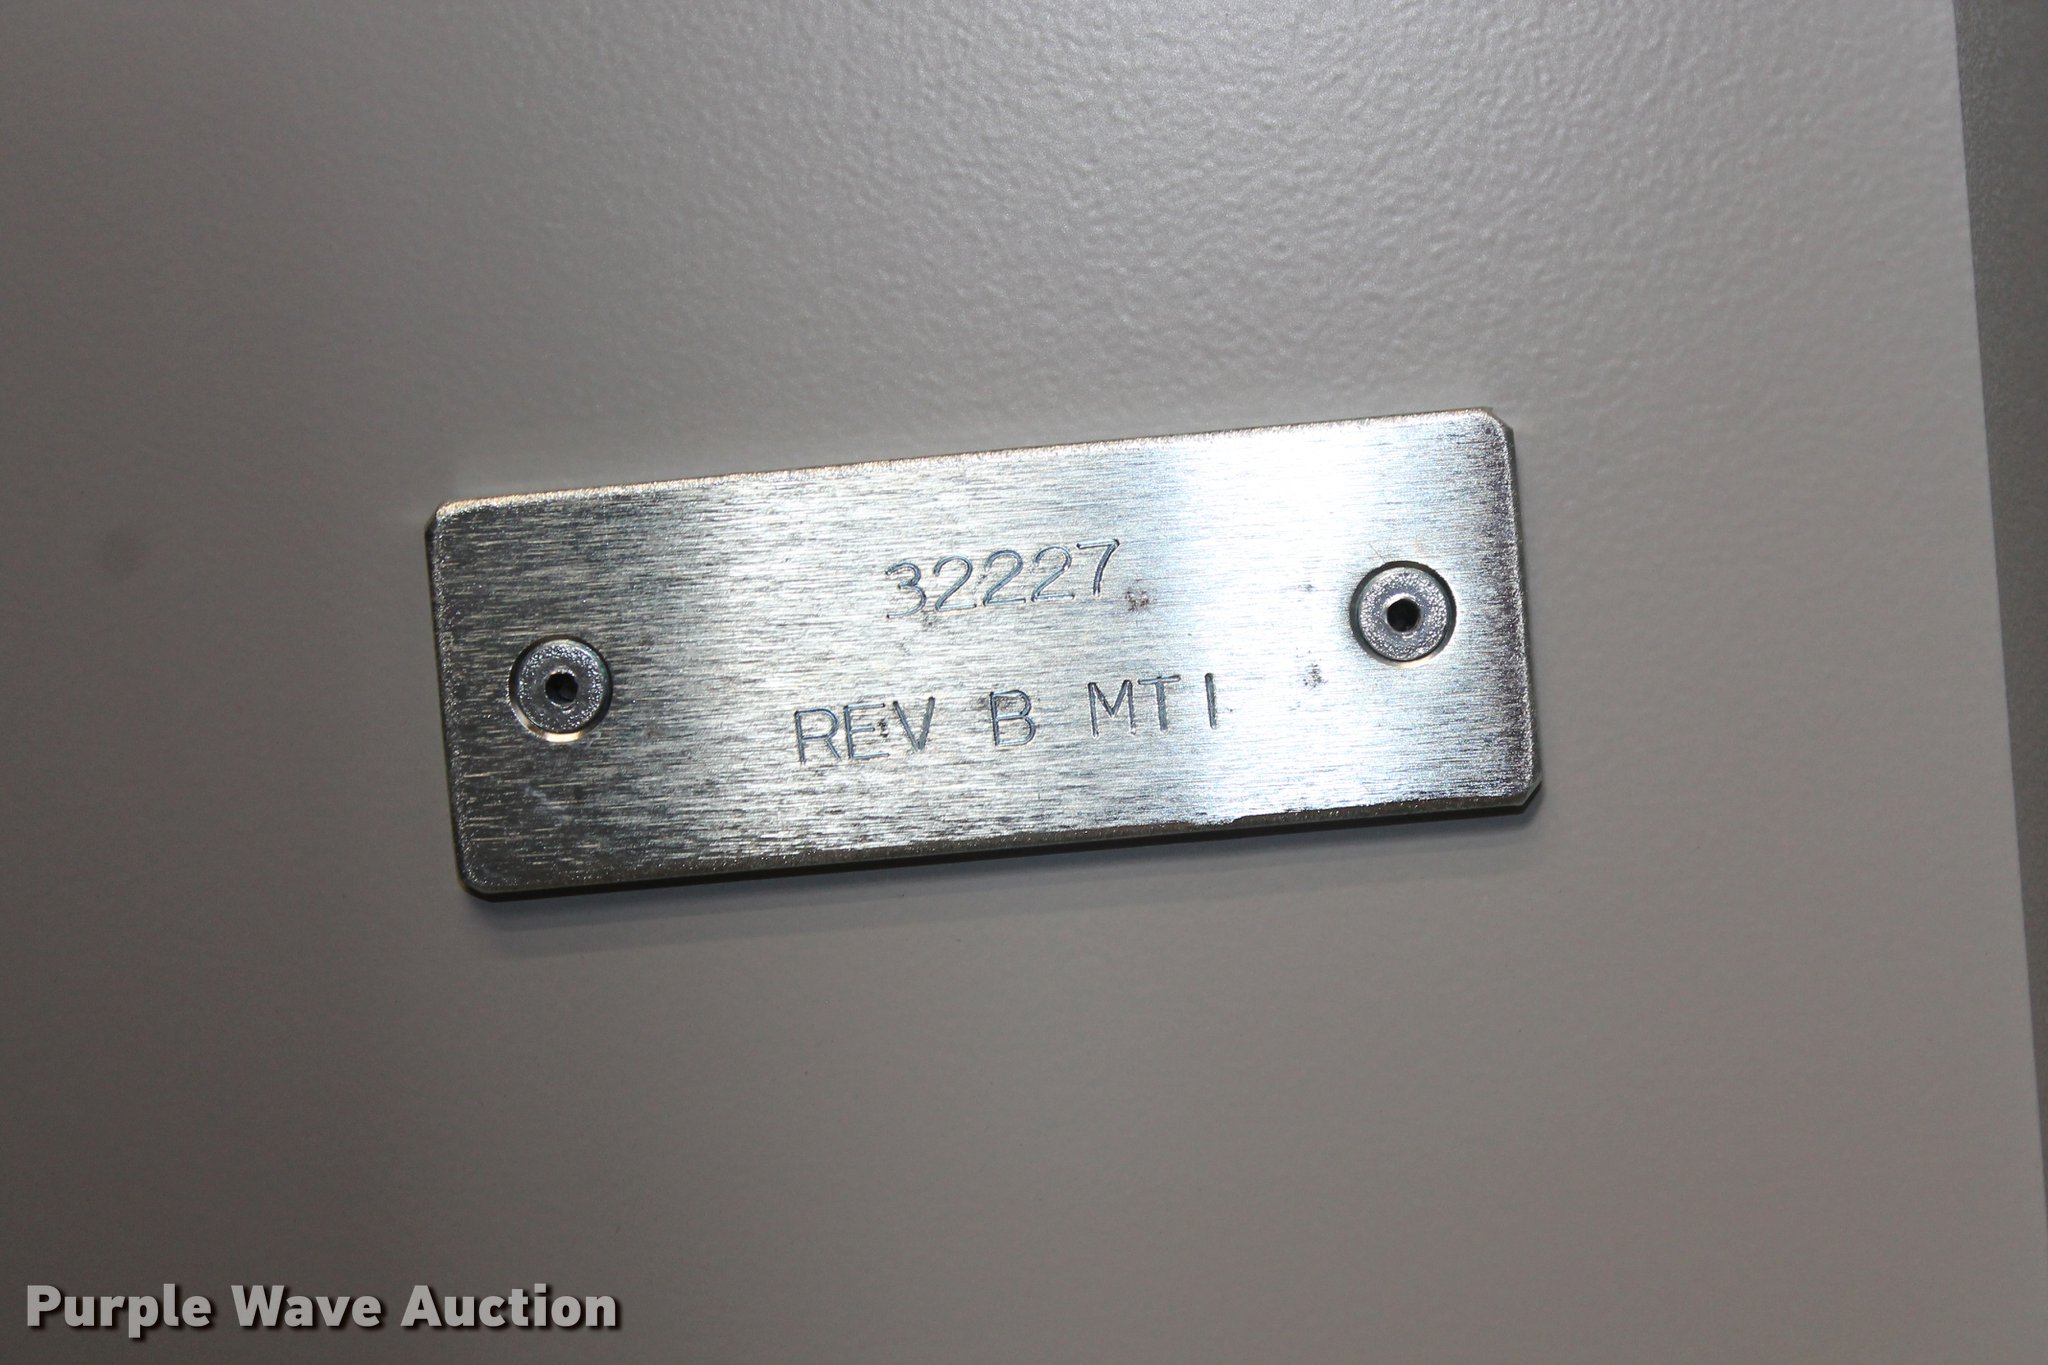 32227
REV B MTI
Purple Wave Auction